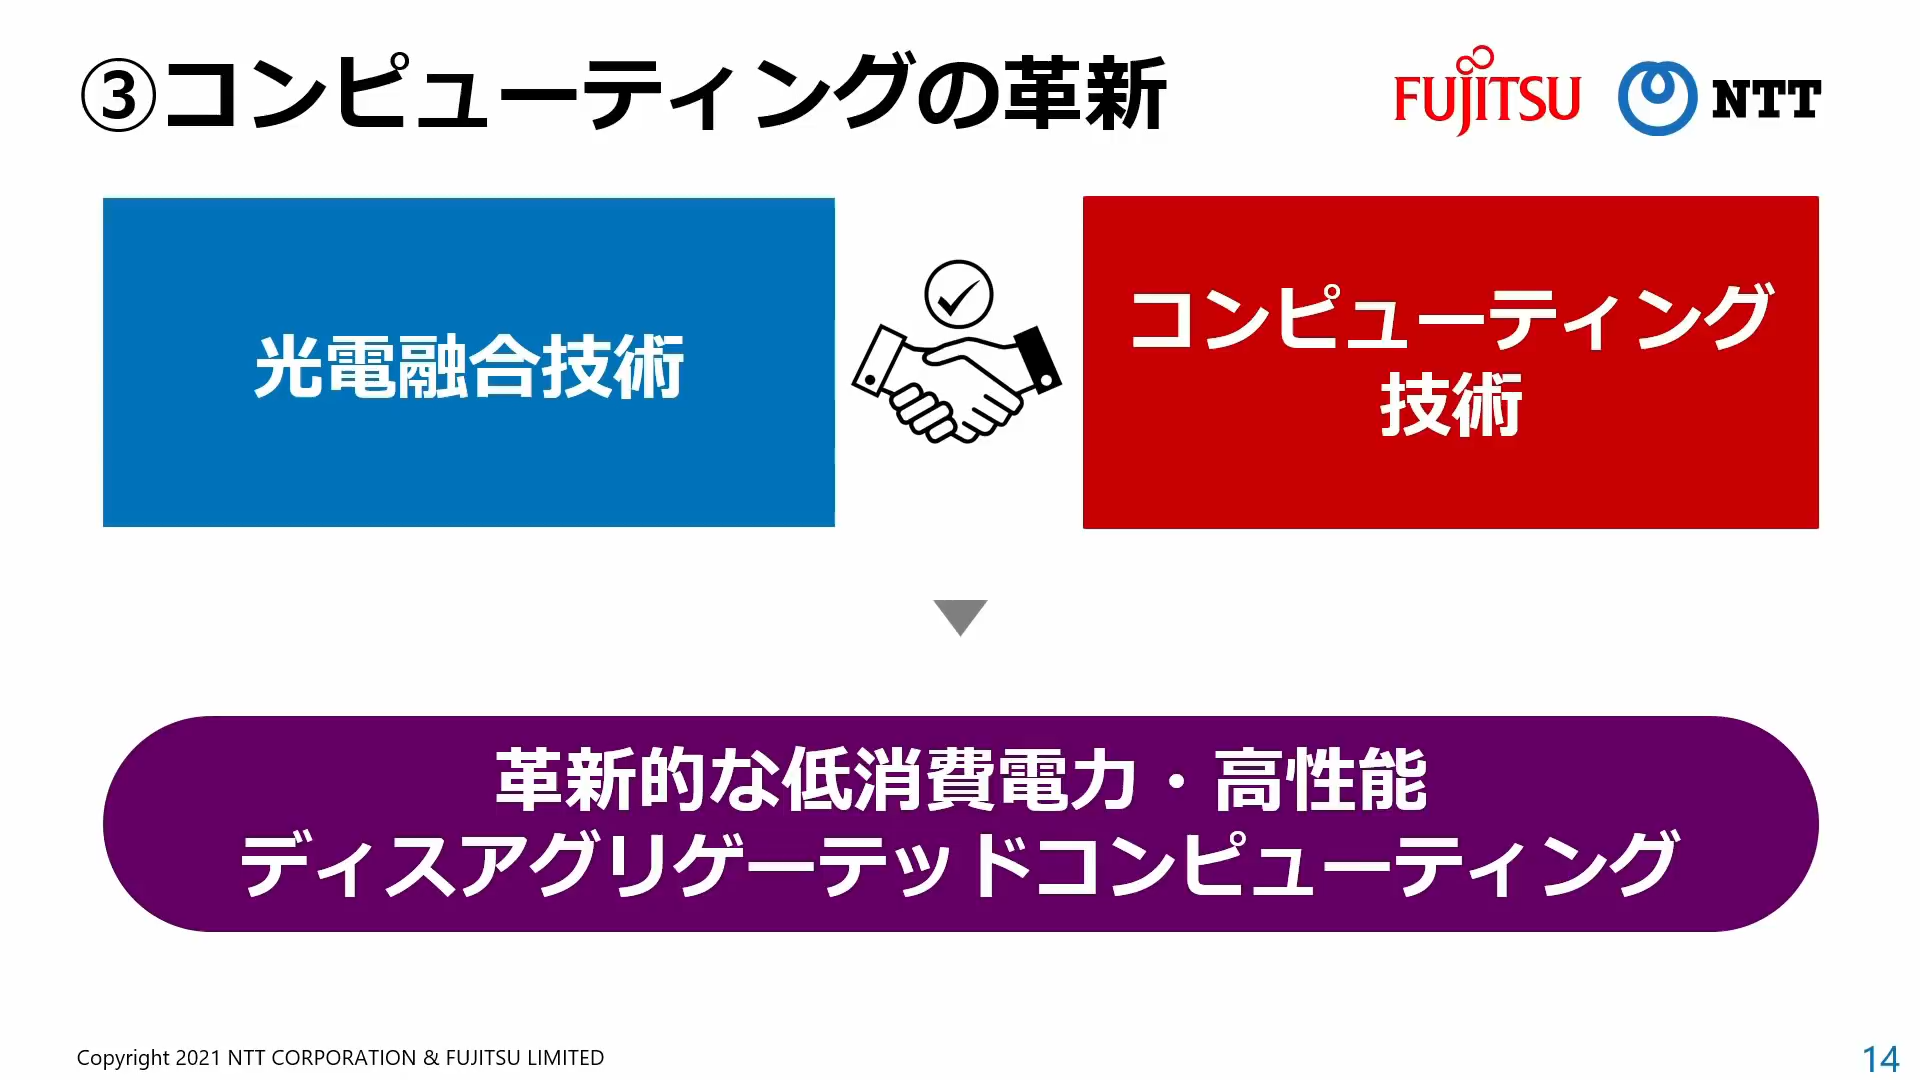 ③コンピューティングの革新
FUJITSU
NTT
光電融合技術
コンピューティング
技術
革新的な低消費電力・高性能
ディスアグリゲーテッドコンピューティング
Copyright 2021 NTT CORPORATION & FUJITSU LIMITED
14